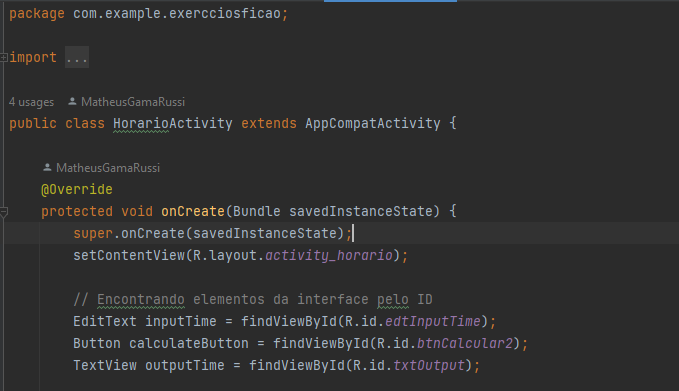 package com.example.exercciosficao;
import ...
4 usages MatheusGamaRussi
public class HorarioActivity extends AppCompatActivity {
MatheusGamaRussi
@Override
protected void onCreate(Bundle savedInstanceState) {
super.onCreate(savedInstanceState);
setContentView(R.layout.activity_horario);
// Encontrando elementos da interface pelo ID
EditText inputTime = findViewById(R.id.edtInputTime);
Button calculateButton = findViewById(R.id.btnCalcular2);
TextView outputTime = findViewById(R.id.txtOutput);